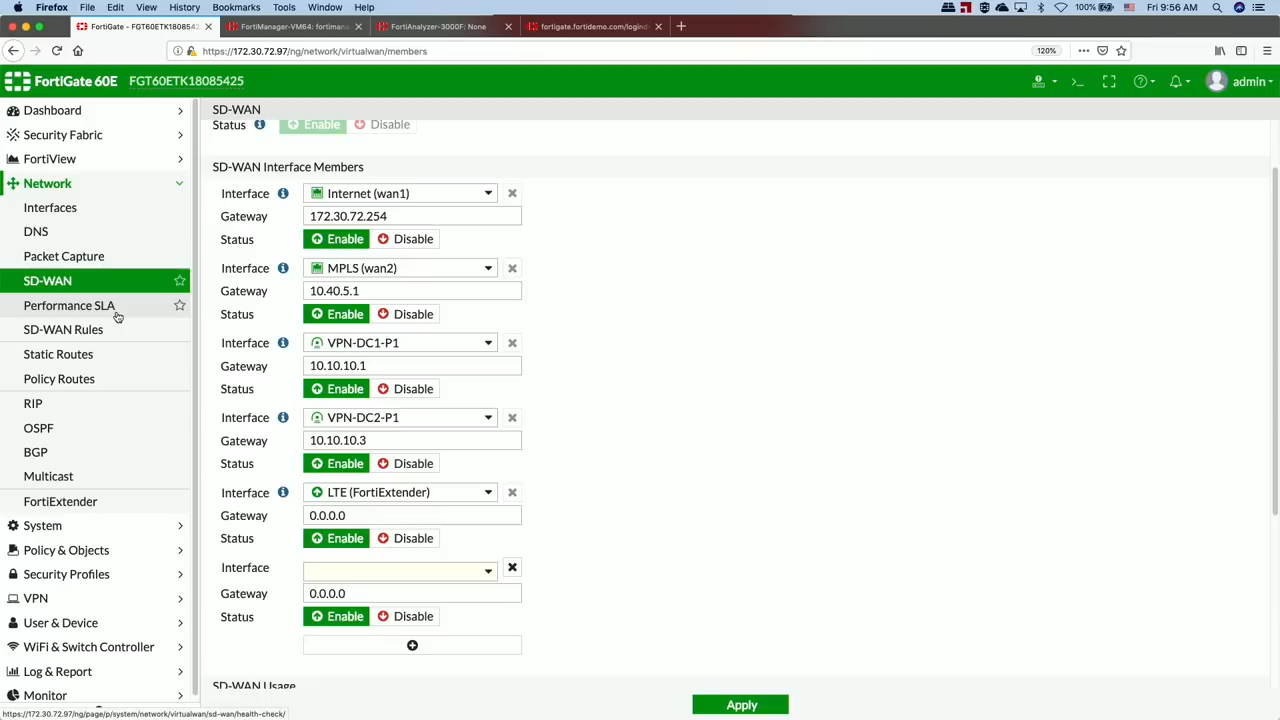 Firefox File Edit View History Bookmarks Tools Window Help 100% Fri 9:56 AM
FortiGate - FGT60ETK1808542 FortiManager-VM64: fortimana FortiAnalyzer-3000F: None fortigate.fortidemo.com/login
https://172.30.72.97/ng/network/virtualwan/members 120%
FortiGate 60E FGT60ETK18085425 admin
Dashboard
Security Fabric
FortiView
Network
Interfaces
DNS
Packet Capture
SD-WAN
Performance SLA
SD-WAN Rules
Static Routes
Policy Routes
RIP
OSPF
BGP
Multicast
FortiExtender
System
Policy & Objects
Security Profiles
VPN
User & Device
WiFi & Switch Controller
Log & Report
Monitor
https://172.30.72.97/ng/page/p/system/network/virtualwan/sd-wan/health-check/
SD-WAN
Status Enable Disable
SD-WAN Interface Members
Interface Internet (wan1)
Gateway 172.30.72.254
Status Enable Disable
Interface MPLS (wan2)
Gateway 10.40.5.1
Status Enable Disable
Interface VPN-DC1-P1
Gateway 10.10.10.1
Status Enable Disable
Interface VPN-DC2-P1
Gateway 10.10.10.3
Status Enable Disable
Interface LTE (FortiExtender)
Gateway 0.0.0.0
Status Enable Disable
Interface
Gateway 0.0.0.0
Status Enable Disable
SD-WAN Usage
Apply